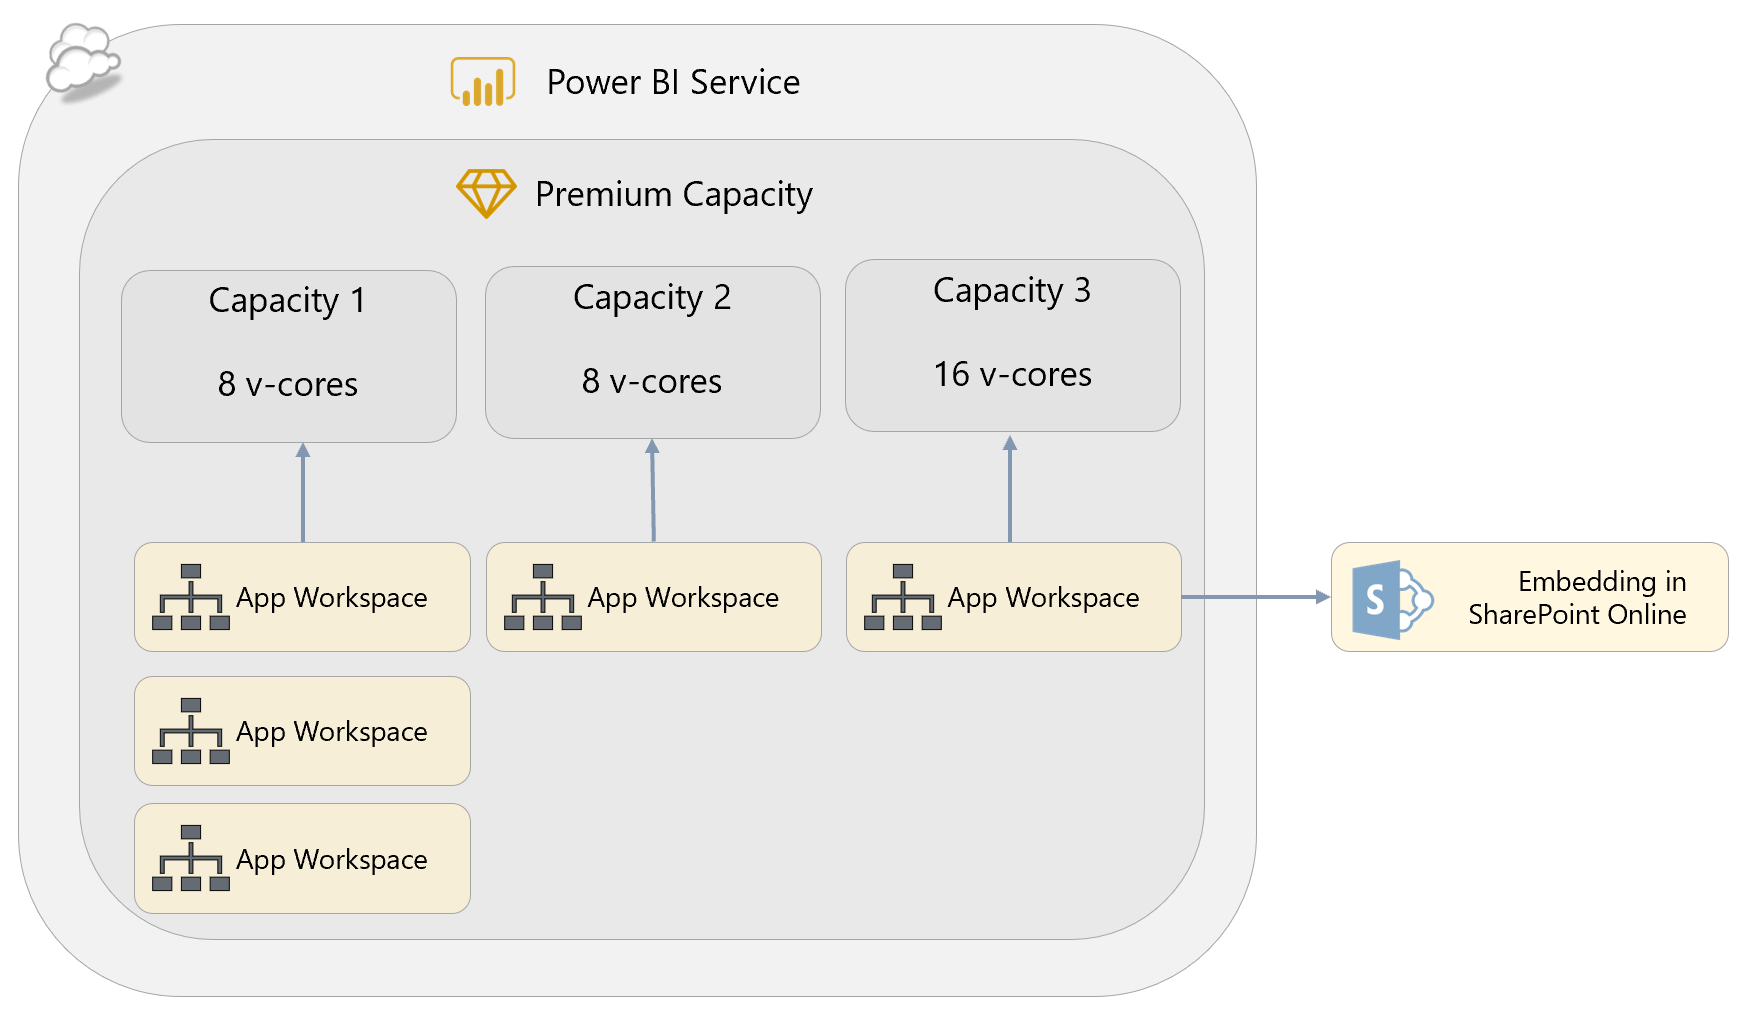 Power BI Service
Premium Capacity
Capacity 1
8 v-cores
Capacity 2
8 v-cores
Capacity 3
16 v-cores
App Workspace
App Workspace
App Workspace
S
Embedding in
SharePoint Online
App Workspace
App Workspace